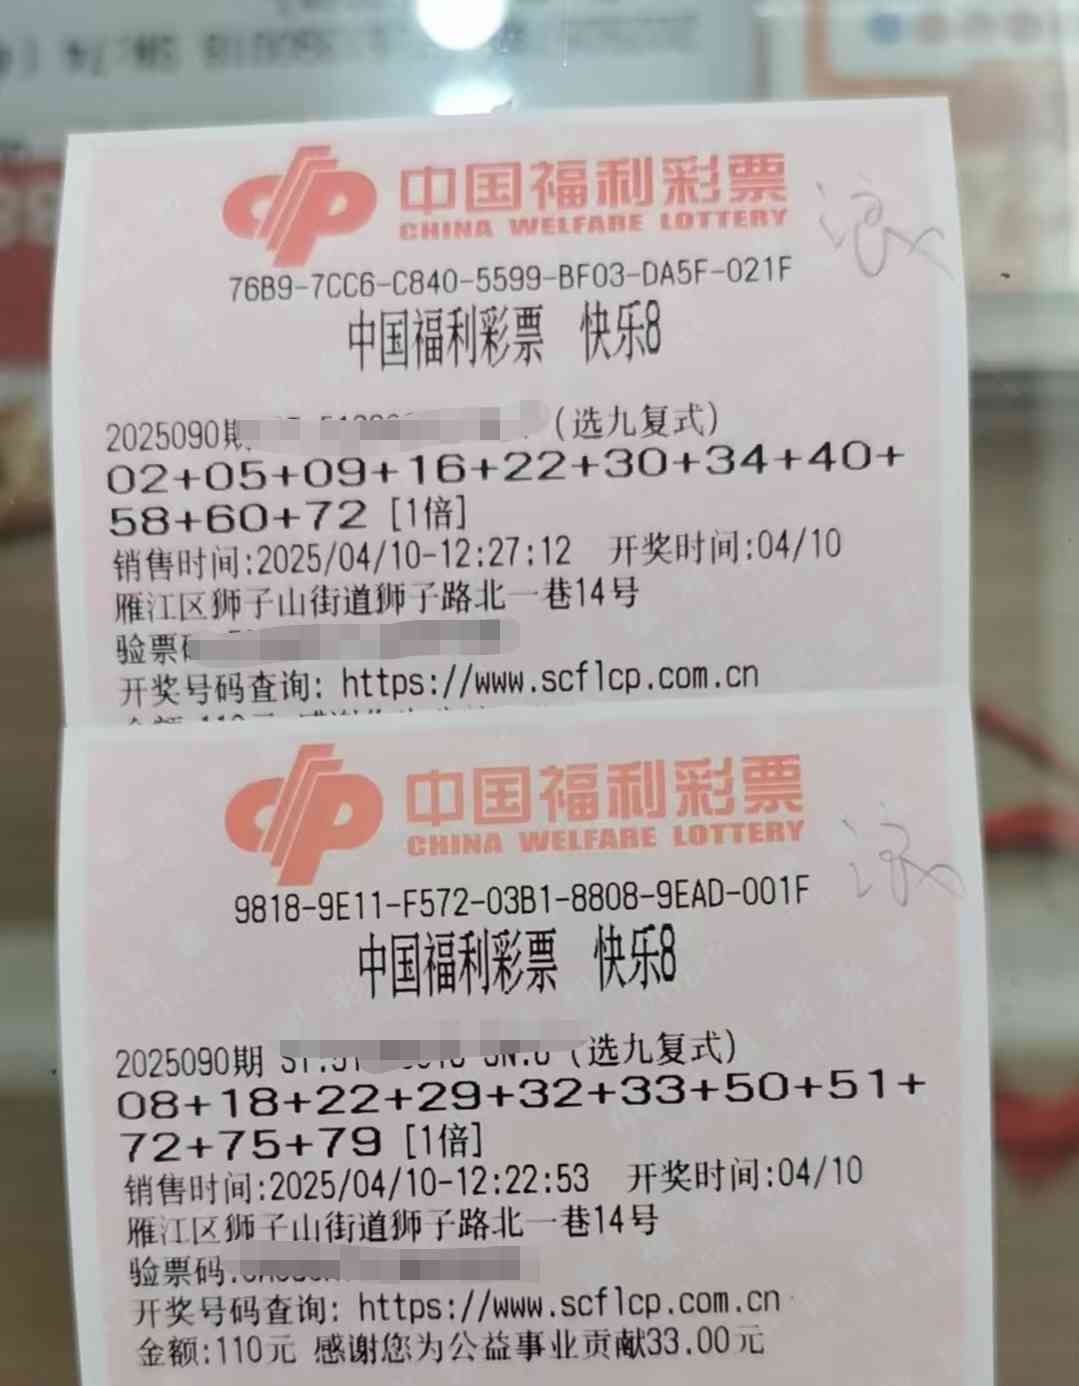 中国福利彩票
CHINA WELFARE LOTTERY
76B9-7CC6-C840-5599-BF03-DA5F-021F
中国福利彩票 快乐8
2025090期 (选九复式)
02+05+09+16+22+30+34+40+
58+60+72 [1倍]
销售时间:2025/04/10-12:27:12 开奖时间:04/10
雁江区狮子山街道狮子路北一巷14号
验票码
开奖号码查询: https://www.scflcp.com.cn
中国福利彩票
CHINA WELFARE LOTTERY
9818-9E11-F572-03B1-8808-9EAD-001F
中国福利彩票 快乐8
2025090期 (选九复式)
08+18+22+29+32+33+50+51+
72+75+79 [1倍]
销售时间:2025/04/10-12:22:53 开奖时间:04/10
雁江区狮子山街道狮子路北一巷14号
验票码:
开奖号码查询: https://www.scflcp.com.cn
金额:110元 感谢您为公益事业贡献33.00元